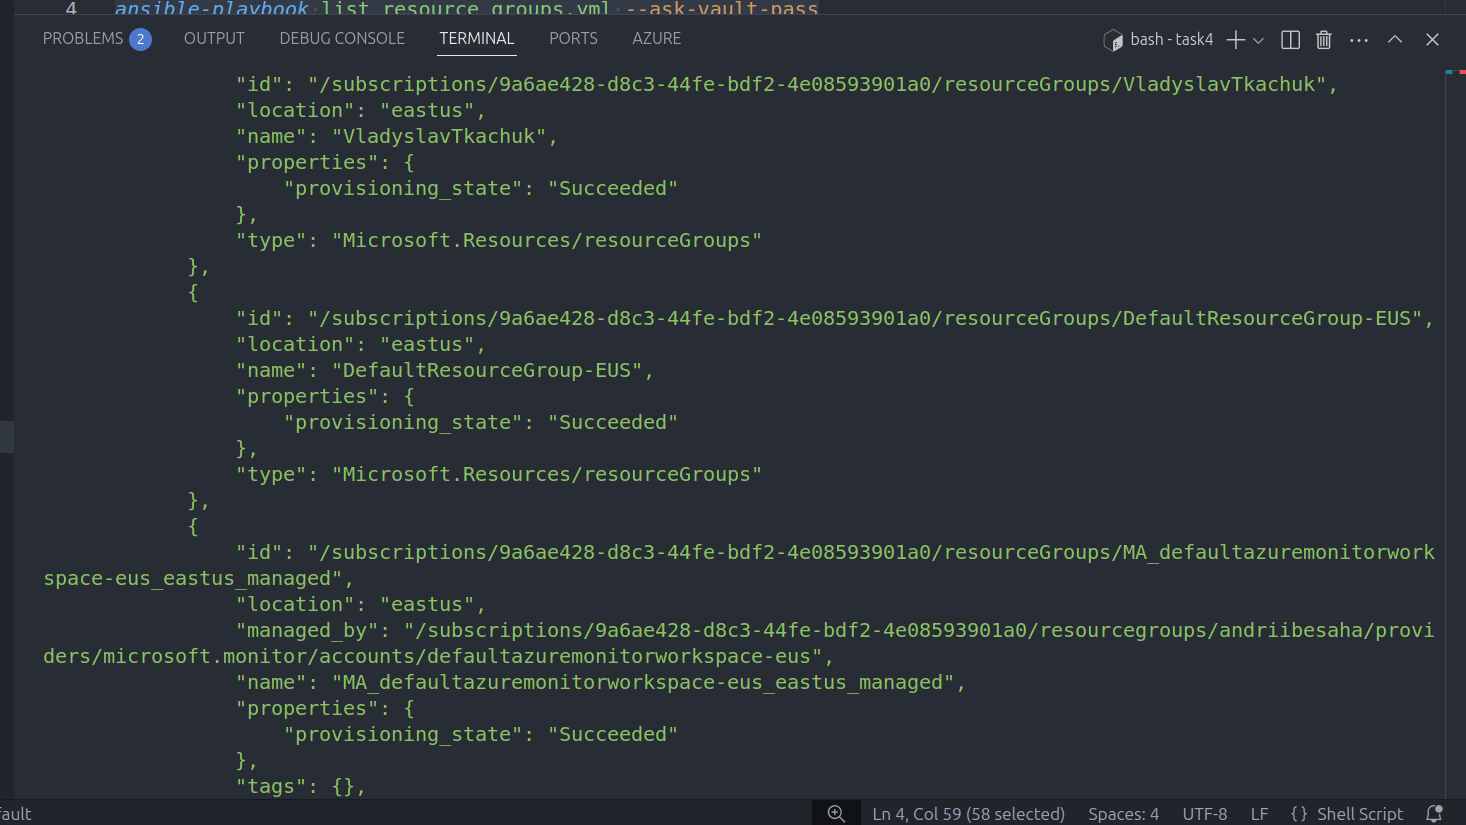 4 ansible-playbook list_resource_groups.yml --ask-vault-pass
PROBLEMS 2 OUTPUT DEBUG CONSOLE TERMINAL PORTS AZURE bash - task4
"id": "/subscriptions/9a6ae428-d8c3-44fe-bdf2-4e08593901a0/resourceGroups/VladyslavTkachuk",
"location": "eastus",
"name": "VladyslavTkachuk",
"properties": {
"provisioning_state": "Succeeded"
},
"type": "Microsoft.Resources/resourceGroups"
},
{
"id": "/subscriptions/9a6ae428-d8c3-44fe-bdf2-4e08593901a0/resourceGroups/DefaultResourceGroup-EUS",
"location": "eastus",
"name": "DefaultResourceGroup-EUS",
"properties": {
"provisioning_state": "Succeeded"
},
"type": "Microsoft.Resources/resourceGroups"
},
{
"id": "/subscriptions/9a6ae428-d8c3-44fe-bdf2-4e08593901a0/resourceGroups/MA_defaultazuremonitorwork
space-eus_eastus_managed",
"location": "eastus",
"managed_by": "/subscriptions/9a6ae428-d8c3-44fe-bdf2-4e08593901a0/resourcegroups/andriibesaha/provi
ders/microsoft.monitor/accounts/defaultazuremonitorworkspace-eus",
"name": "MA_defaultazuremonitorworkspace-eus_eastus_managed",
"properties": {
"provisioning_state": "Succeeded"
},
"tags": {},
fault Ln 4, Col 59 (58 selected) Spaces: 4 UTF-8 LF {} Shell Script